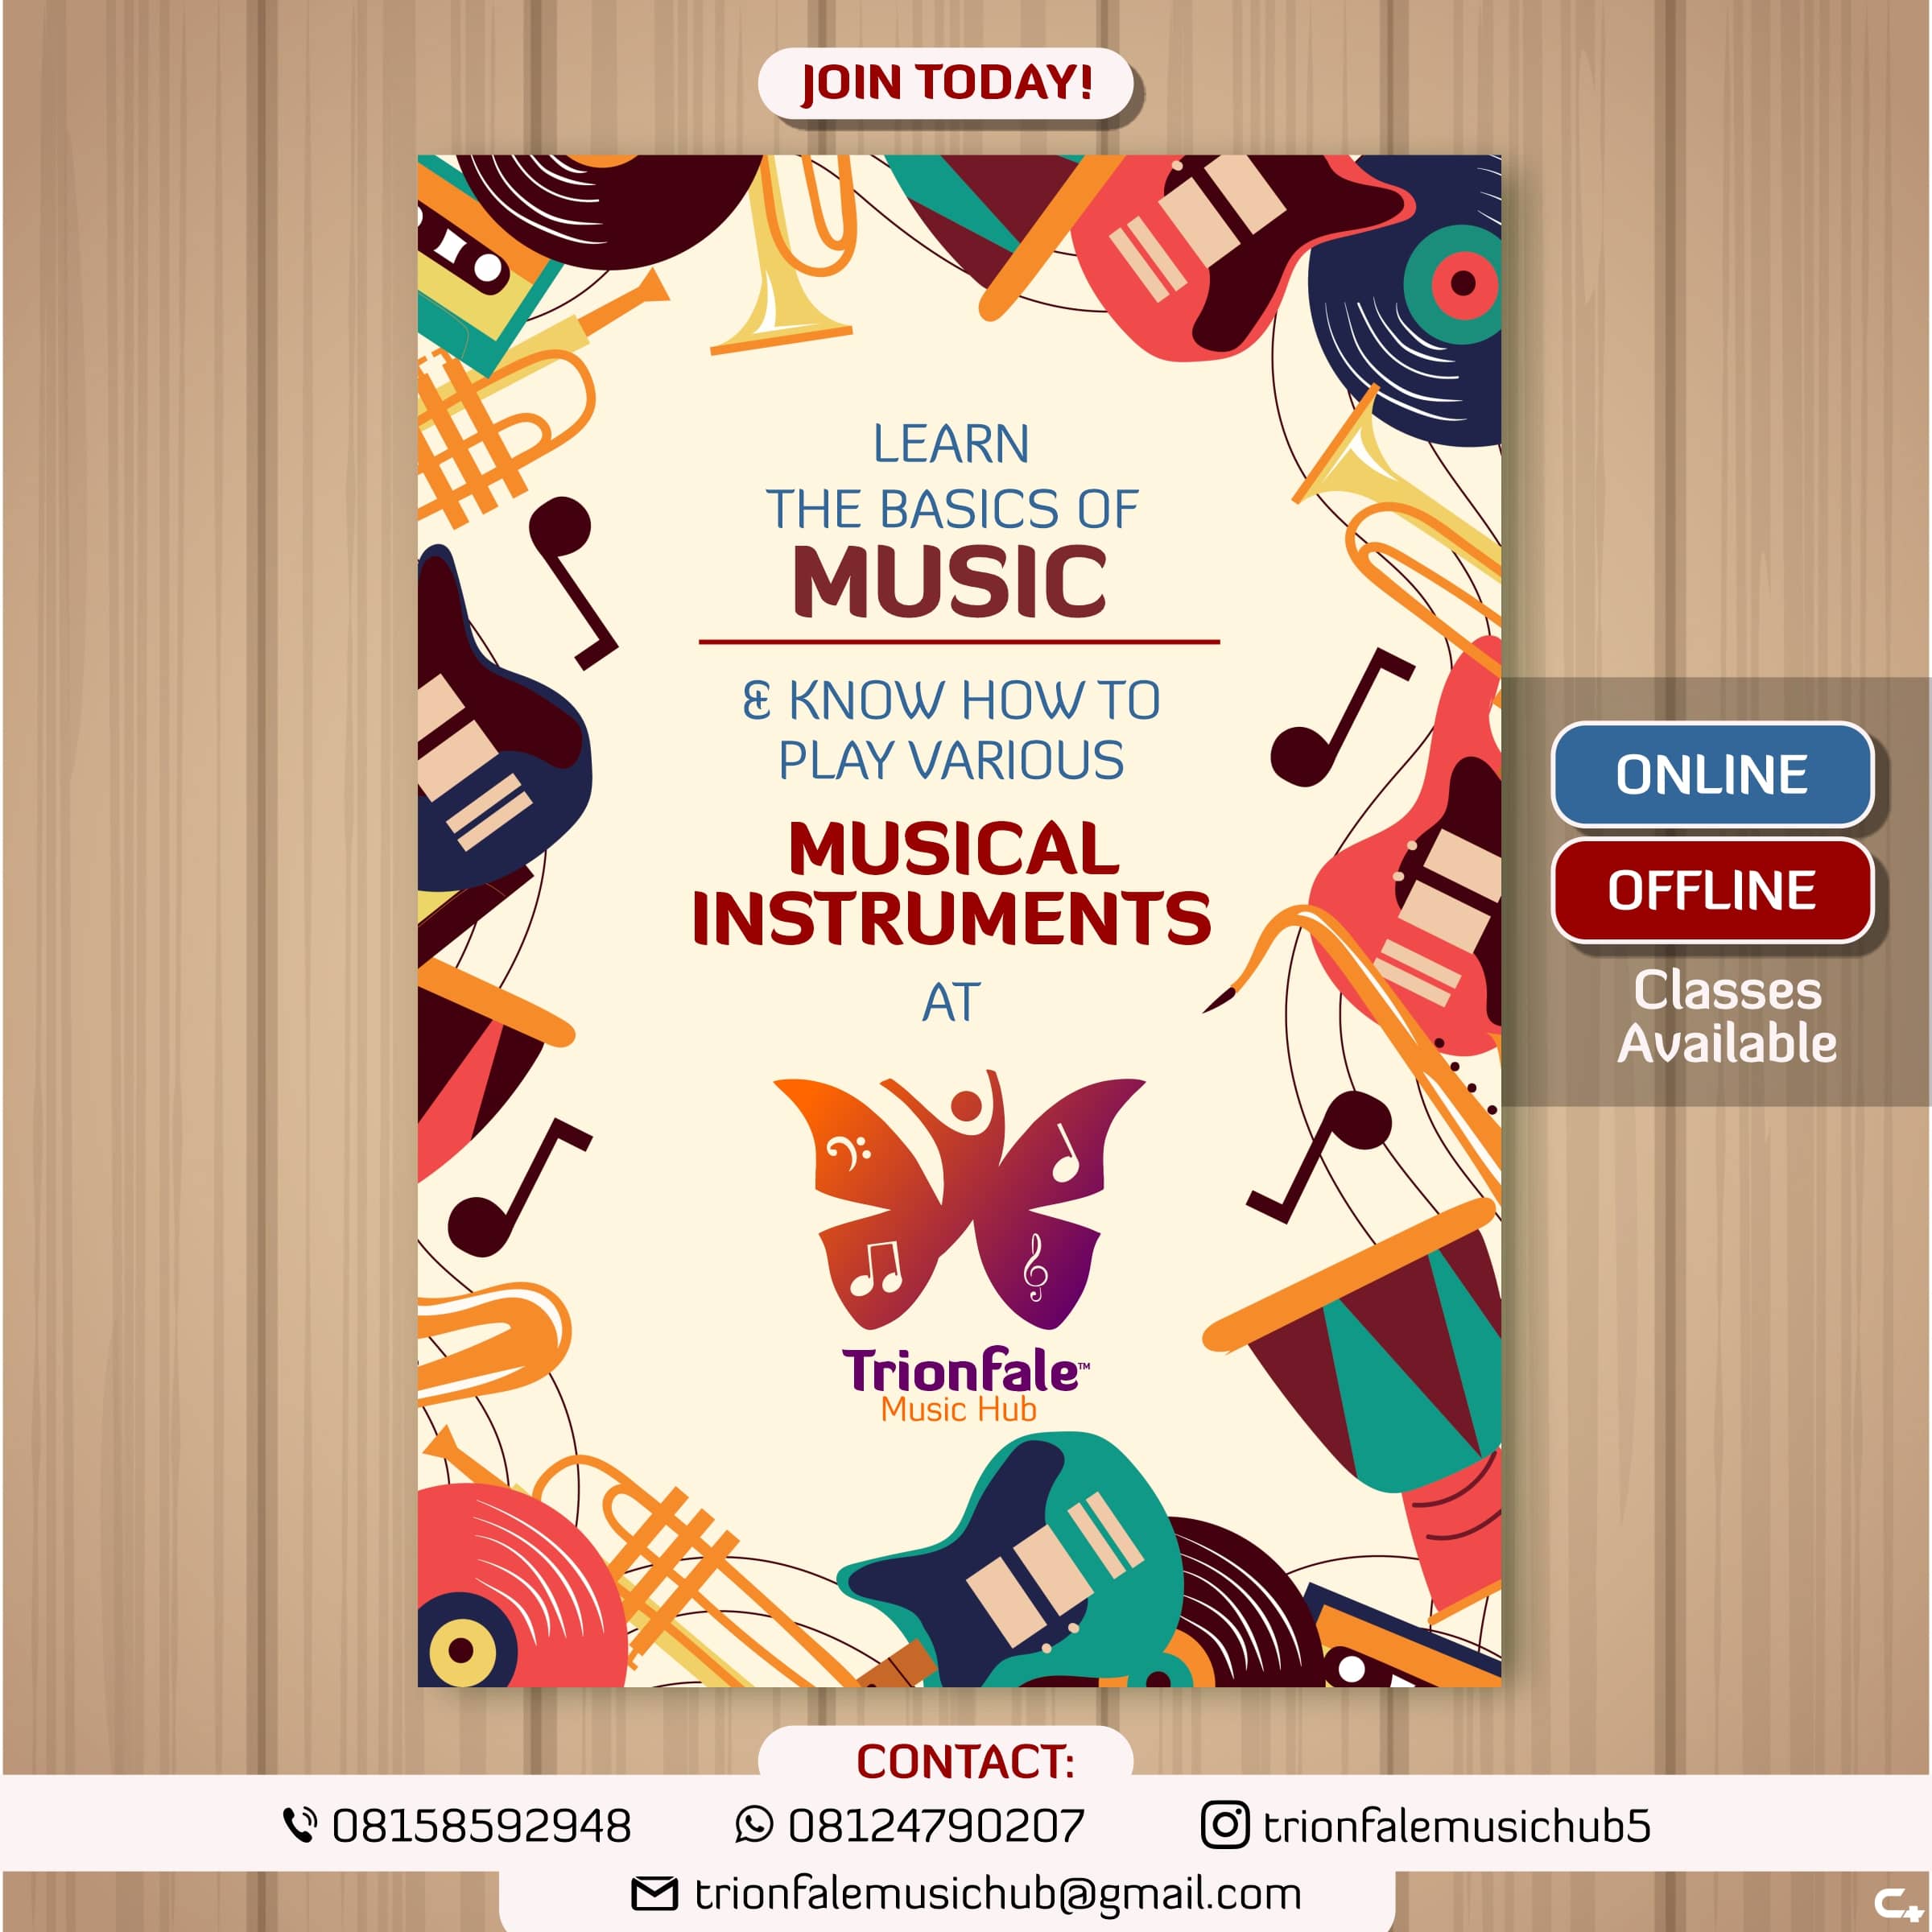 JOIN TODAY!
LEARN
THE BASICS OF
MUSIC
& KNOW HOW TO
PLAY VARIOUS
MUSICAL
INSTRUMENTS
AT
Trionfale™
Music Hub
ONLINE
OFFLINE
Classes
Available
CONTACT:
08158592948 08124790207 trionfalemusichub5
trionfalemusichub@gmail.com